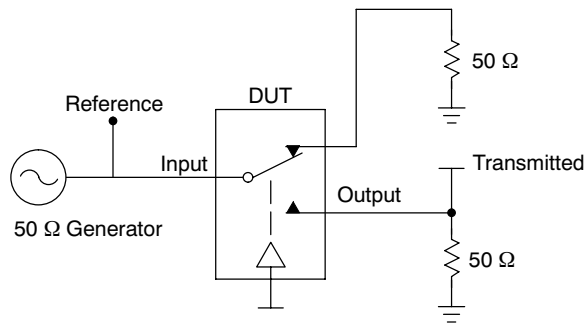 50 Ω
DUT
Reference
Input
Transmitted
Output
50 Ω Generator
50 Ω